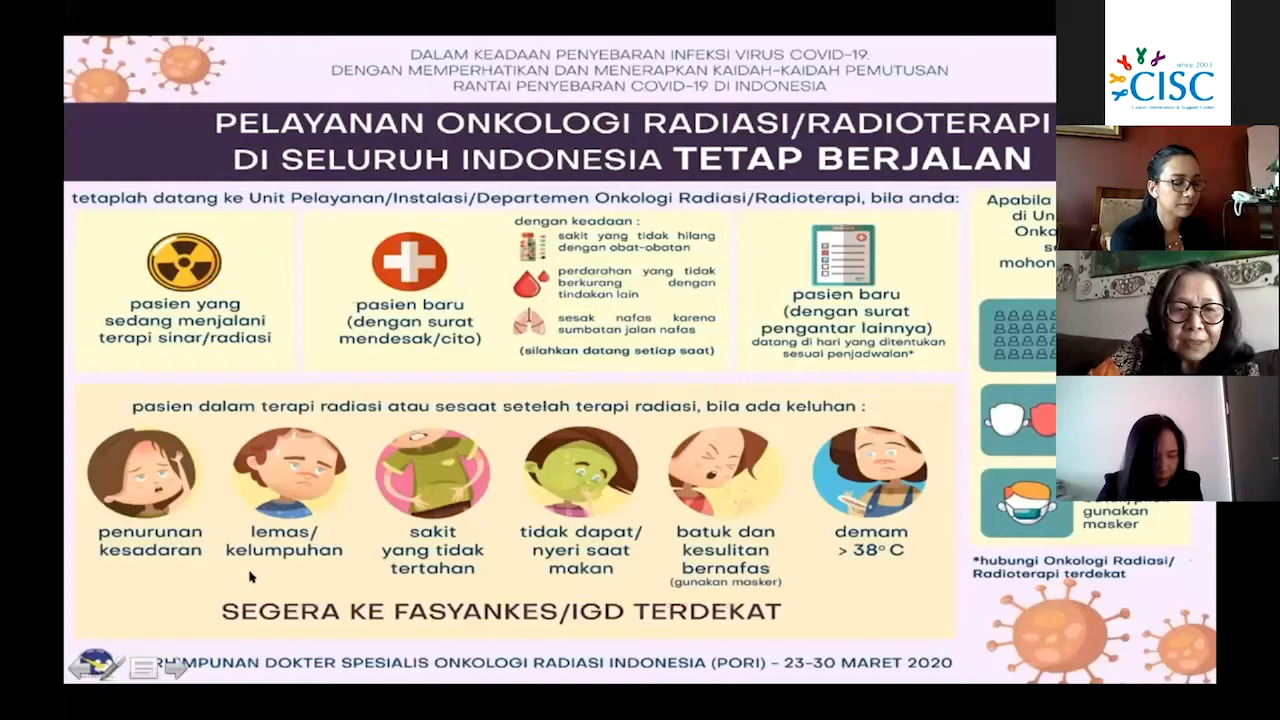 DALAM KEADAAN PENYEBARAN INFEKSI VIRUS COVID-19.
DENGAN MEMPERHATIKAN DAN MENERAPKAN KAIDAH-KAIDAH PEMUTUSAN
RANTAI PENYEBARAN COVID-19 DI INDONESIA
PELAYANAN ONKOLOGI RADIASI/RADIOTERAPI
DI SELURUH INDONESIA TETAP BERJALAN
tetaplah datang ke Unit Pelayanan/Instalasi/Departemen Onkologi Radiasi/Radioterapi, bila anda:
pasien yang
sedang menjalani
terapi sinar/radiasi
pasien baru
(dengan surat
mendesak/cito)
dengan keadaan :
sakit yang tidak hilang
dengan obat-obatan
perdarahan yang tidak
berkurang dengan
tindakan lain
sesak nafas karena
sumbatan jalan nafas
(silahkan datang setiap saat)
pasien baru
(dengan surat
pengantar lainnya)
datang di hari yang ditentukan
sesuai penjadwalan*
Apabila
di Un
Onko
se
mohon
pasien dalam terapi radiasi atau sesaat setelah terapi radiasi, bila ada keluhan :
penurunan
kesadaran
lemas/
kelumpuhan
sakit
yang tidak
tertahan
tidak dapat/
nyeri saat
makan
batuk dan
kesulitan
bernafas
(gunakan masker)
demam
> 38° C
SEGERA KE FASYANKES/IGD TERDEKAT
gunakan
masker
*hubungi Onkologi Radiasi/
Radioterapi terdekat
HIMPUNAN DOKTER SPESIALIS ONKOLOGI RADIASI INDONESIA (PORI) - 23-30 MARET 2020
since 2003
CISC
Cancer Information & Support Center